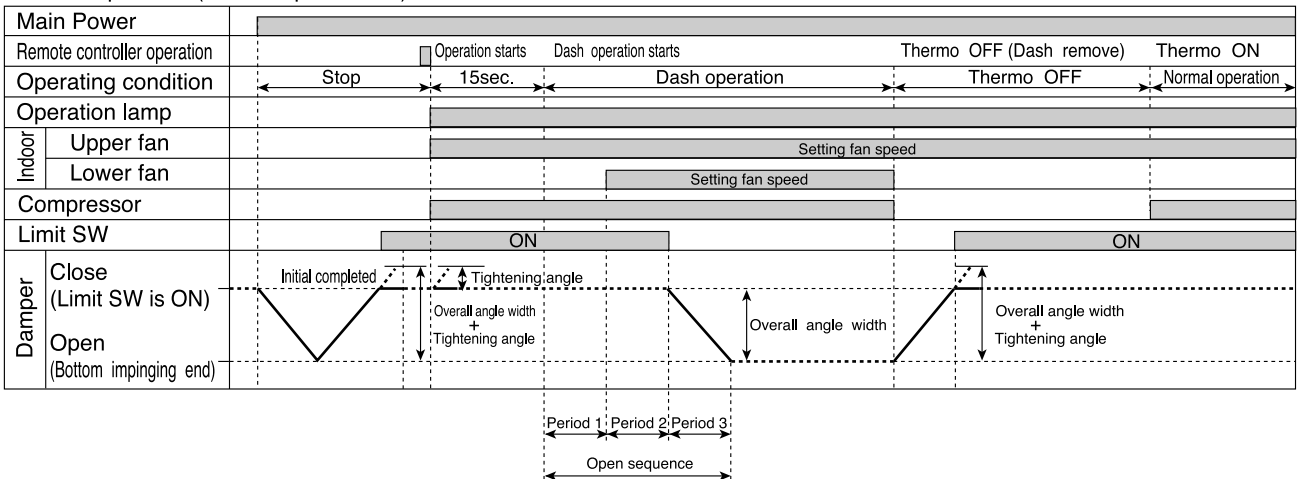 Main Power
Remote controller operation
Operation starts
Dash operation starts
Thermo OFF (Dash remove)
Thermo ON
Operating condition
Stop
15sec.
Dash operation
Thermo OFF
Normal operation
Operation lamp
Indoor
Upper fan
Setting fan speed
Lower fan
Setting fan speed
Compressor
Limit SW
ON
ON
Damper
Close
(Limit SW is ON)
Open
(Bottom impinging end)
Initial completed
Tightening angle
Overall angle width
+
Tightening angle
Overall angle width
Overall angle width
+
Tightening angle
Period 1
Period 2
Period 3
Open sequence